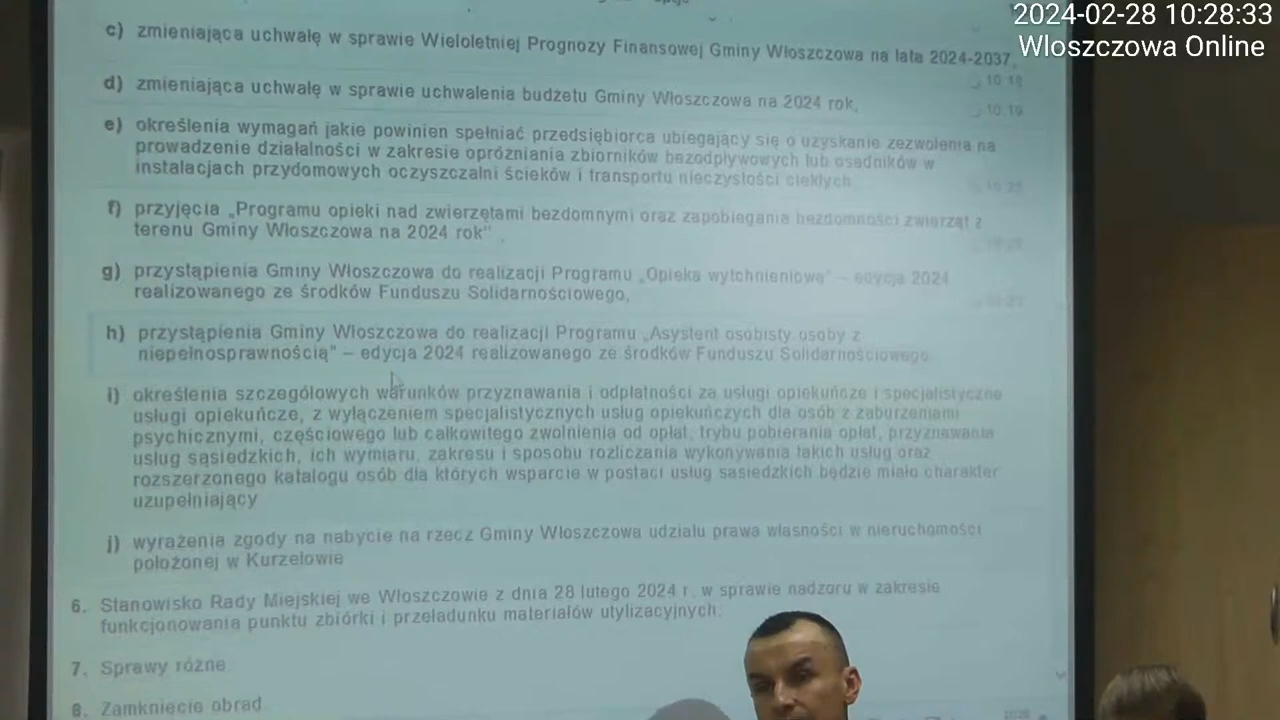 2024-02-28 10:28:33
Wloszczowa Online
c) zmieniająca uchwałę w sprawie Wieloletniej Prognozy Finansowej Gminy Włoszczowa na lata 2024-2037,
10:18
d) zmieniająca uchwałę w sprawie uchwalenia budżetu Gminy Włoszczowa na 2024 rok,
10:19
e) określenia wymagań jakie powinien spełniać przedsiębiorca ubiegający się o uzyskanie zezwolenia na
prowadzenie działalności w zakresie opróżniania zbiorników bezodpływowych lub osadników w
instalacjach przydomowych oczyszczalni ścieków i transportu nieczystości ciekłych
f) przyjęcia „Programu opieki nad zwierzętami bezdomnymi oraz zapobiegania bezdomności zwierząt z
terenu Gminy Włoszczowa na 2024 rok"
g) przystąpienia Gminy Włoszczowa do realizacji Programu „Opieka wytchnieniowa" – edycja 2024
realizowanego ze środków Funduszu Solidarnościowego,
h) przystąpienia Gminy Włoszczowa do realizacji Programu „Asystent osobisty osoby z
niepełnosprawnością" – edycja 2024 realizowanego ze środków Funduszu Solidarnościowego
i) określenia szczegółowych warunków przyznawania i odpłatności za usługi opiekuńcze i specjalistyczne
usługi opiekuńcze, z wyłączeniem specjalistycznych usług opiekuńczych dla osób z zaburzeniami
psychicznymi, częściowego lub całkowitego zwolnienia od opłat, trybu pobierania opłat, przyznawania
usług sąsiedzkich, ich wymiaru, zakresu i sposobu rozliczania wykonywania takich usług oraz
rozszerzonego katalogu osób dla których wsparcie w postaci usług sąsiedzkich będzie miało charakter
uzupełniający
j) wyrażenia zgody na nabycie na rzecz Gminy Włoszczowa udziału prawa własności w nieruchomości
położonej w Kurzelowie
6. Stanowisko Rady Miejskiej we Włoszczowie z dnia 28 lutego 2024 r. w sprawie nadzoru w zakresie
funkcjonowania punktu zbiórki i przeładunku materiałów utylizacyjnych.
7. Sprawy różne
8. Zamknięcie obrad